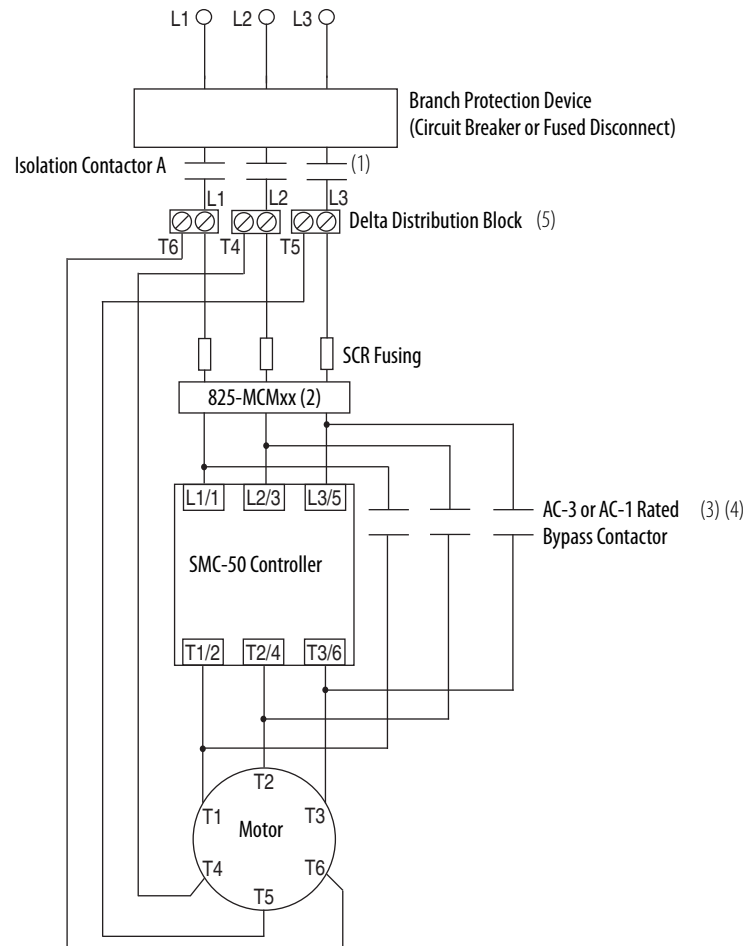 L1 L2 L3
Branch Protection Device
(Circuit Breaker or Fused Disconnect)
Isolation Contactor A (1)
L1 L2 L3
Delta Distribution Block (5)
T6 T4 T5
SCR Fusing
825-MCMxx (2)
L1/1 L2/3 L3/5
AC-3 or AC-1 Rated (3) (4)
Bypass Contactor
SMC-50 Controller
T1/2 T2/4 T3/6
T2
T1 T3
Motor
T4 T6
T5